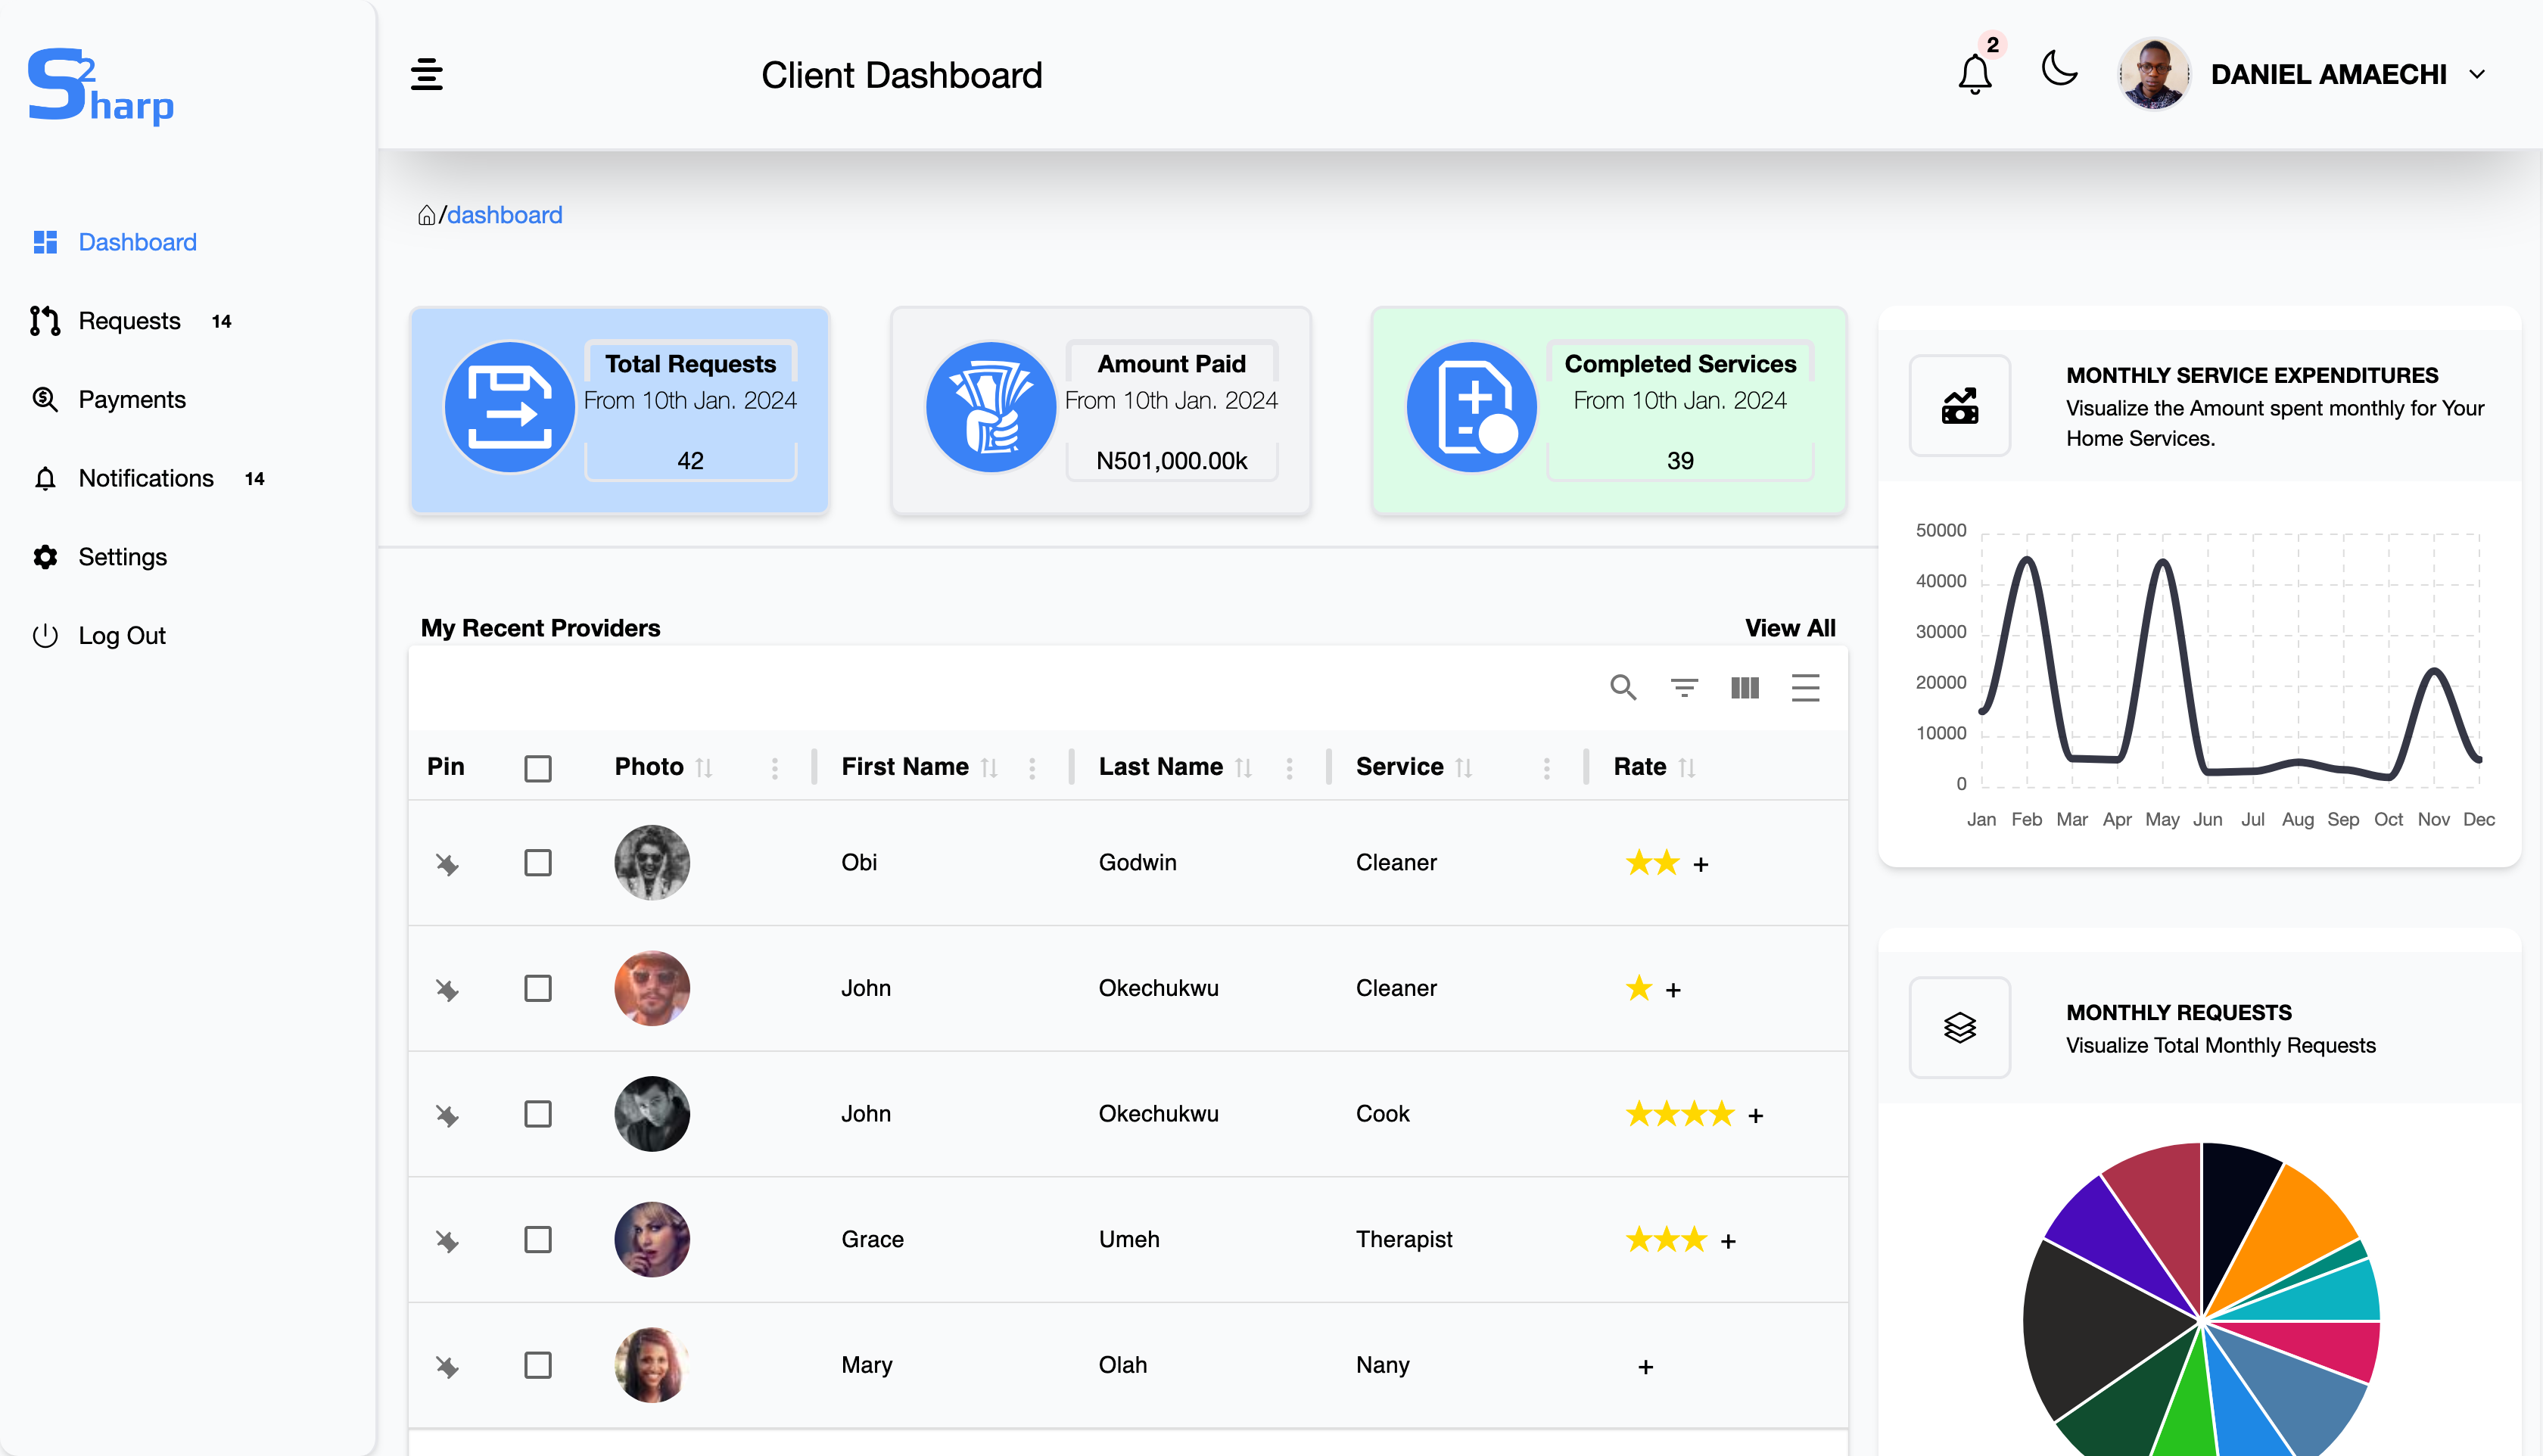 S2harp
Client Dashboard
2
DANIEL AMAECHI
/dashboard
Dashboard
Requests 14
Payments
Notifications 14
Settings
Log Out
Total Requests
From 10th Jan. 2024
42
Amount Paid
From 10th Jan. 2024
N501,000.00k
Completed Services
From 10th Jan. 2024
39
My Recent Providers
View All
Pin Photo First Name Last Name Service Rate
Obi Godwin Cleaner +
John Okechukwu Cleaner +
John Okechukwu Cook +
Grace Umeh Therapist +
Mary Olah Nany +
MONTHLY SERVICE EXPENDITURES
Visualize the Amount spent monthly for Your
Home Services.
50000
40000
30000
20000
10000
0
Jan Feb Mar Apr May Jun Jul Aug Sep Oct Nov Dec
MONTHLY REQUESTS
Visualize Total Monthly Requests